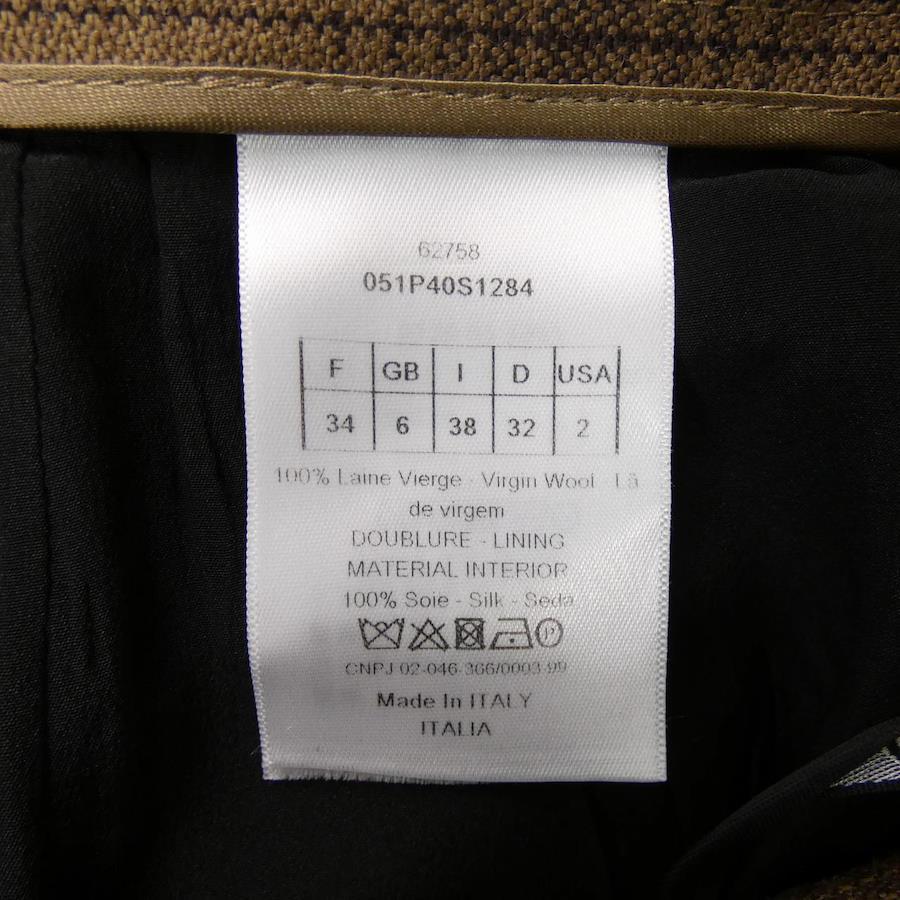 62758
051P40S1284
F GB I D USA
34 6 38 32 2
100% Laine Vierge - Virgin Wool - Lã
de virgem
DOUBLURE - LINING
MATERIAL INTERIOR
100% Soie - Silk - Seda
P
CNPJ 02-046-366/0003-99
Made In ITALY
ITALIA